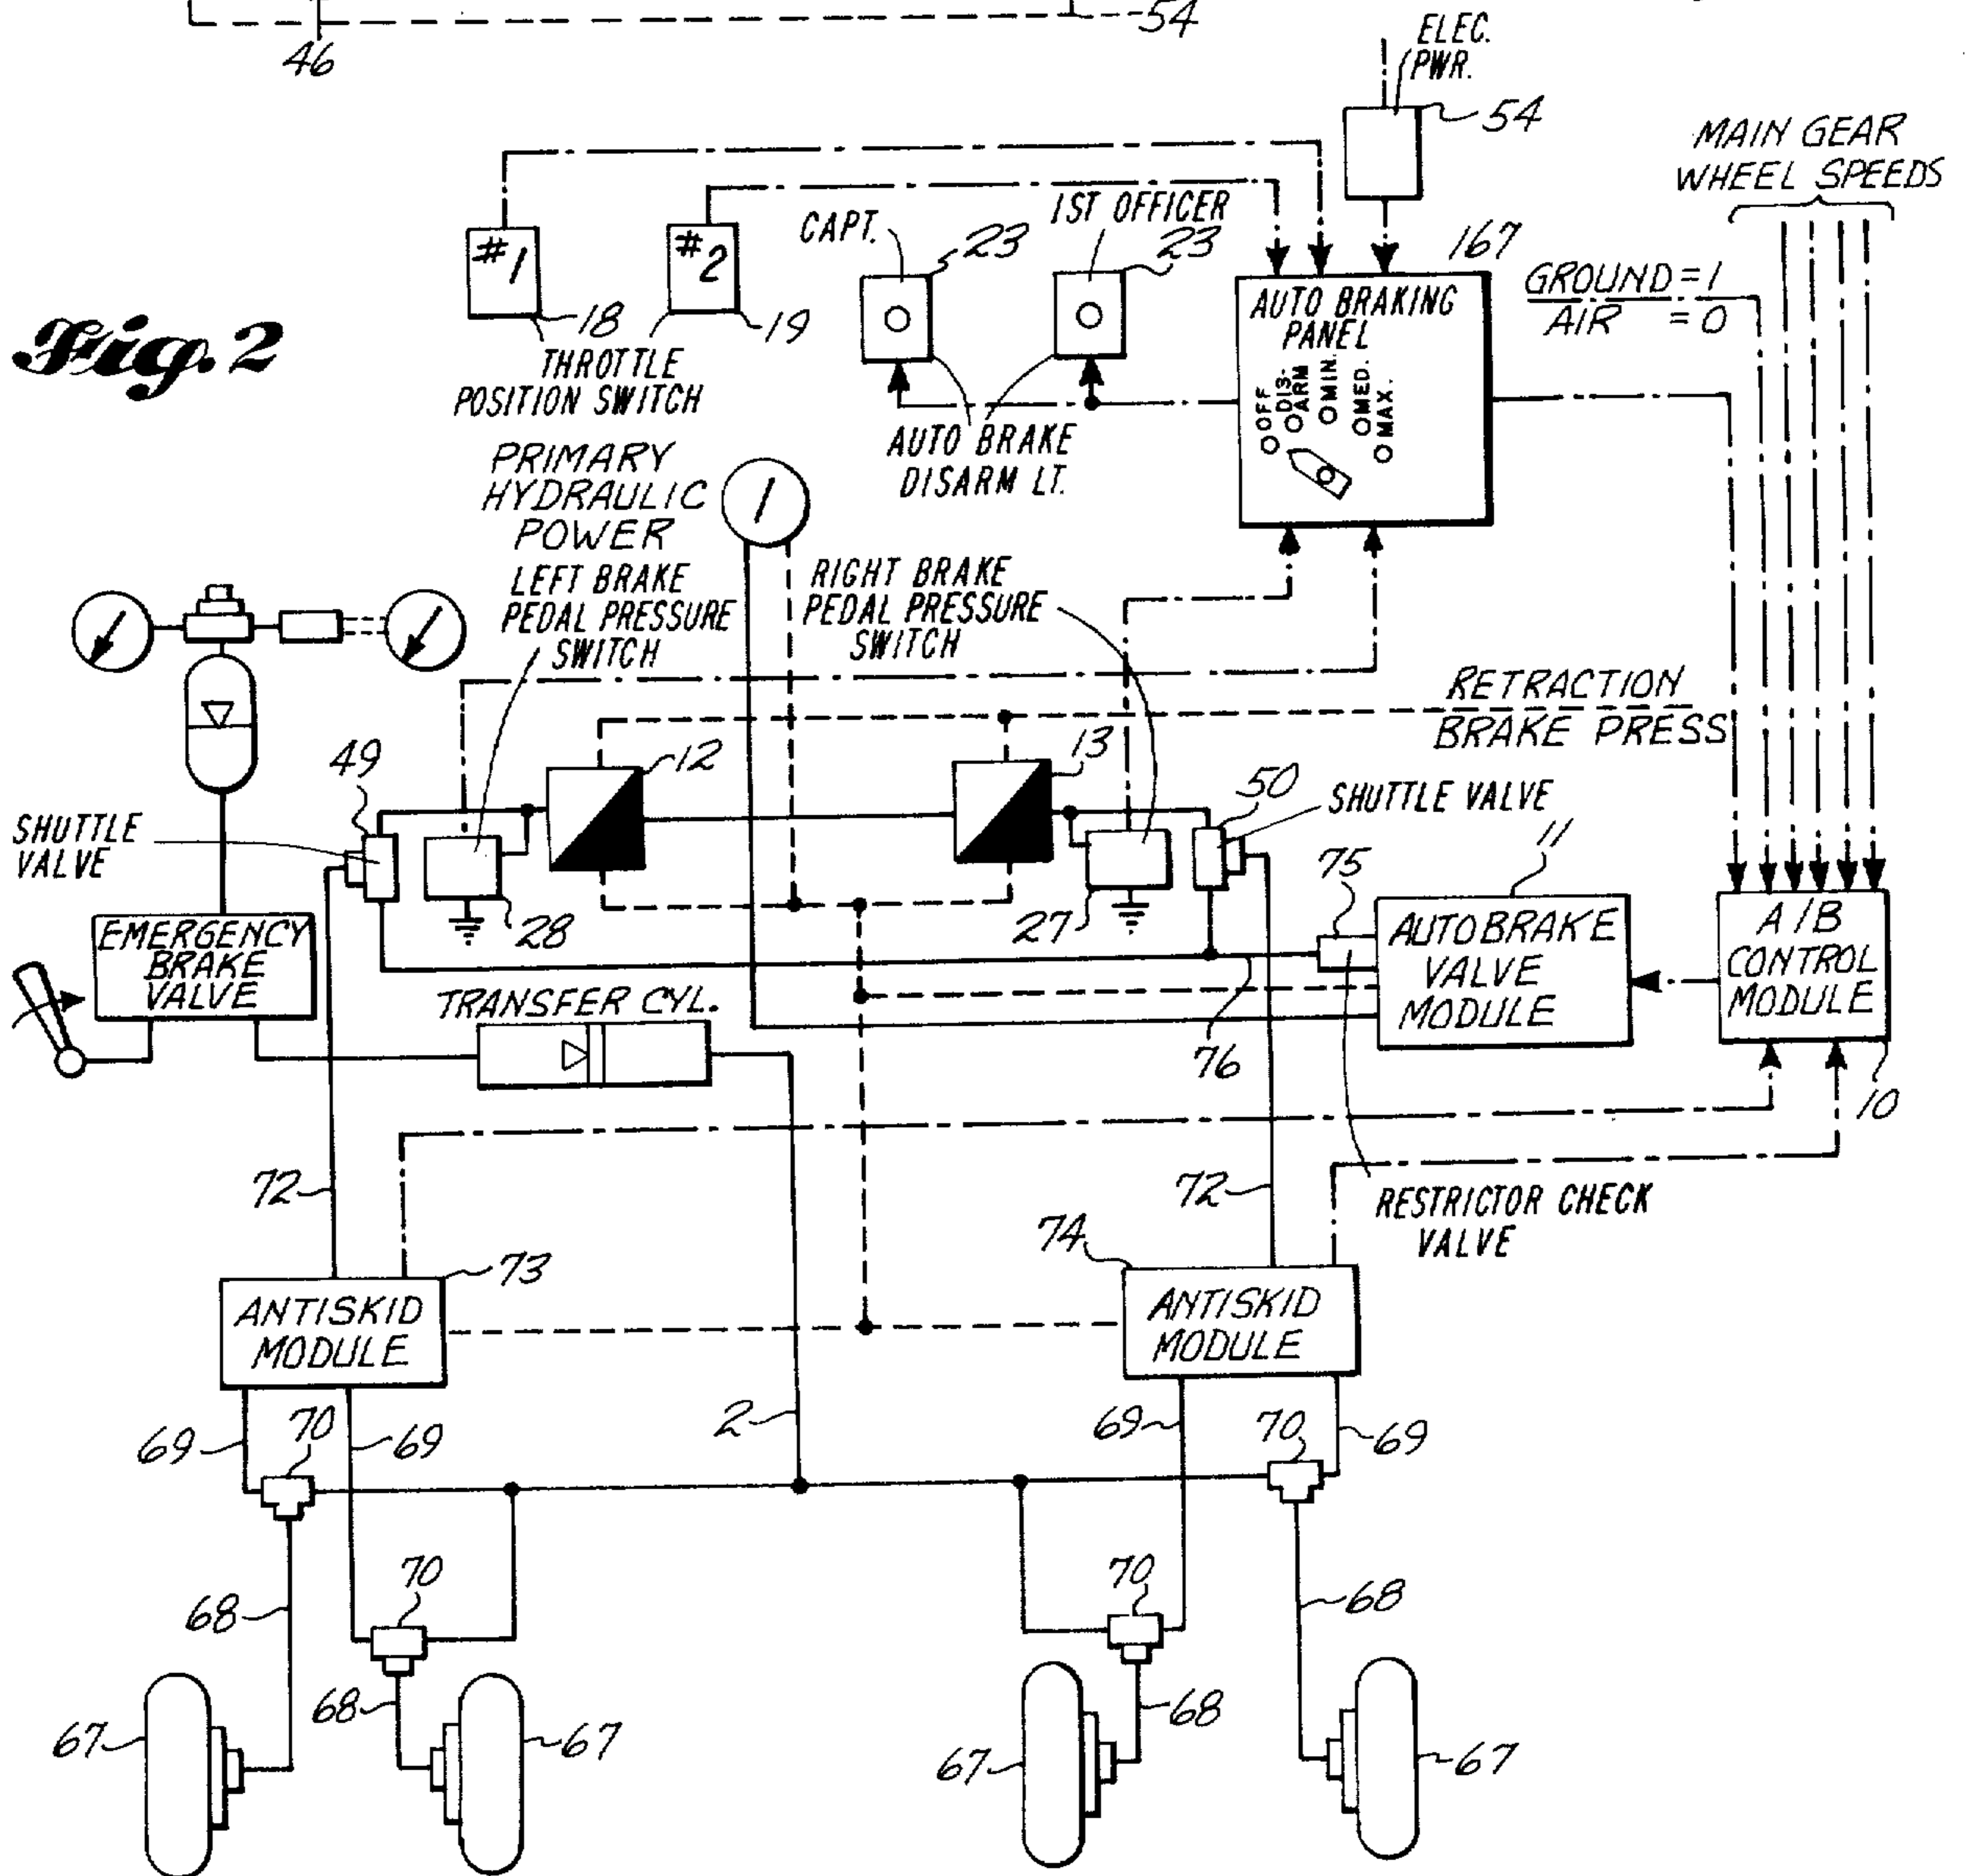 46
54
ELEC.
PWR.
54
MAIN GEAR
WHEEL SPEEDS
#1
#2
18
19
THROTTLE
POSITION SWITCH
CAPT.
23
1ST OFFICER
23
167
GROUND = 1
AIR = 0
Fig. 2
AUTO BRAKING
PANEL
OFF
DIS-
ARM
MIN.
MED.
MAX.
AUTO BRAKE
DISARM LT.
PRIMARY
HYDRAULIC
POWER
LEFT BRAKE
PEDAL PRESSURE
SWITCH
RIGHT BRAKE
PEDAL PRESSURE
SWITCH
RETRACTION
BRAKE PRESS
49
12
13
50
SHUTTLE VALVE
SHUTTLE
VALVE
28
27
75
11
EMERGENCY
BRAKE
VALVE
TRANSFER CYL.
AUTOBRAKE
VALVE
MODULE
A/B
CONTROL
MODULE
76
10
72
72
RESTRICTOR CHECK
VALVE
73
74
ANTISKID
MODULE
ANTISKID
MODULE
69
70
69
2
69
70
69
70
70
68
68
68
68
67
67
67
67